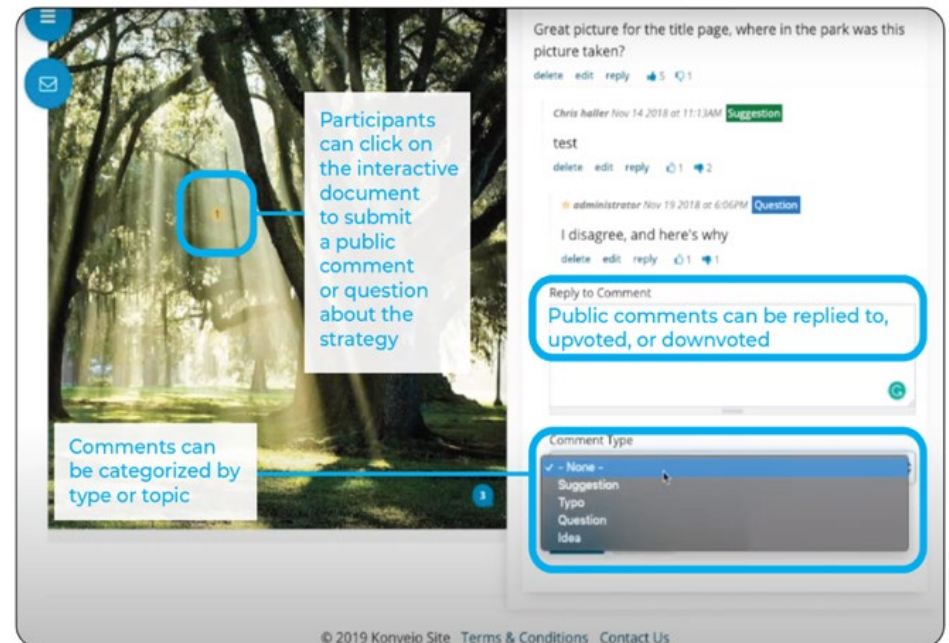 Great picture for the title page, where in the park was this
picture taken?
delete edit reply 5 1
Chris haller Nov 14 2018 at 11:13AM Suggestion
test
delete edit reply 1 2
administrator Nov 19 2018 at 6:06PM Question
I disagree, and here's why
delete edit reply 1 1
Reply to Comment
Public comments can be replied to,
upvoted, or downvoted
Comment Type
✓ - None -
Suggestion
Typo
Question
Idea
Participants
can click on
the interactive
document
to submit
a public
comment
or question
about the
strategy
1
Comments can
be categorized by
type or topic
3
© 2019 Konveio Site Terms & Conditions Contact Us